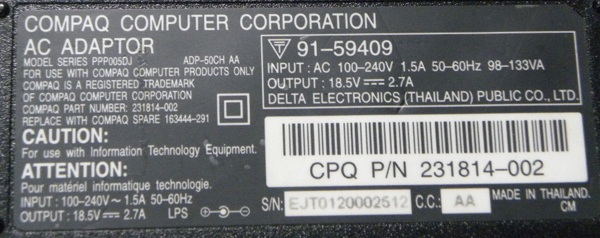 COMPAQ COMPUTER CORPORATION
AC ADAPTOR
MODEL SERIES PPP005DJ ADP-50CH AA
FOR USE WITH COMPAQ COMPUTER PRODUCTS ONLY
COMPAQ IS A REGISTERED TRADEMARK
OF COMPAQ COMPUTER CORPORATION
COMPAQ PART NUMBER: 231814-002
REPLACE WITH COMPAQ SPARE 163444-291
CAUTION:
For use with Information Technology Equipment.
ATTENTION:
Pour matériel informatique technologie.
INPUT: 100-240V~ 1.5A 50-60Hz
OUTPUT: 18.5V⎓2.7A LPS
91-59409
INPUT: AC 100-240V 1.5A 50-60Hz 98-133VA
OUTPUT: 18.5V⎓2.7A
DELTA ELECTRONICS (THAILAND) PUBLIC CO., LTD.
CPQ P/N 231814-002
S/N: EJT0120002512 C.C.: AA MADE IN THAILAND
CM